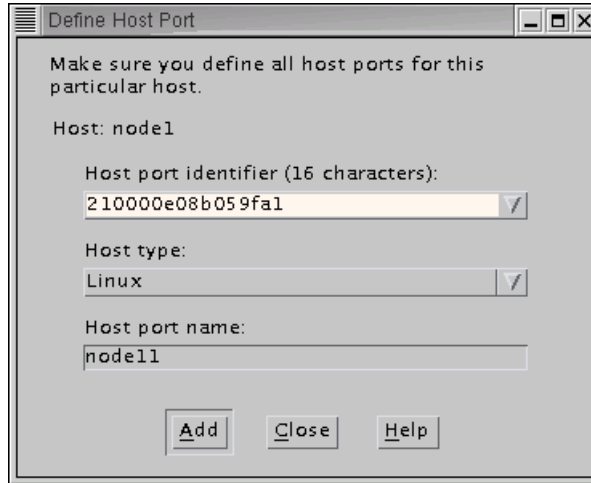 Define Host Port
Make sure you define all host ports for this
particular host.
Host: node1
Host port identifier (16 characters):
210000e08b059fa1
Host type:
Linux
Host port name:
node11
Add Close Help